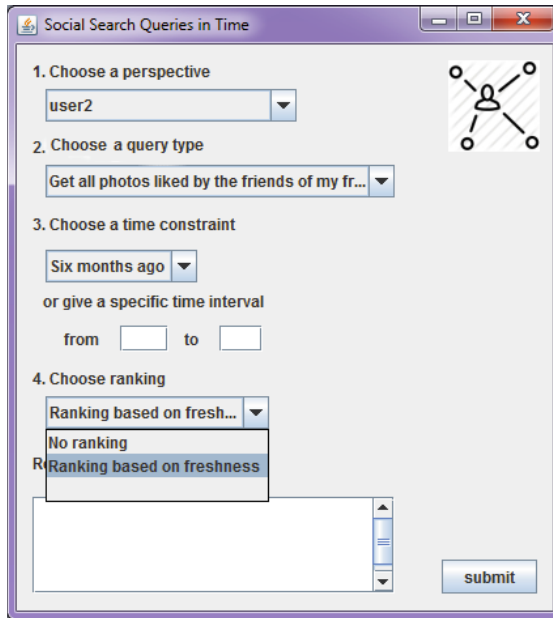 Social Search Queries in Time
1. Choose a perspective
user2
2. Choose a query type
Get all photos liked by the friends of my fr...
3. Choose a time constraint
Six months ago
or give a specific time interval
from to
4. Choose ranking
Ranking based on fresh...
No ranking
Ranking based on freshness
submit